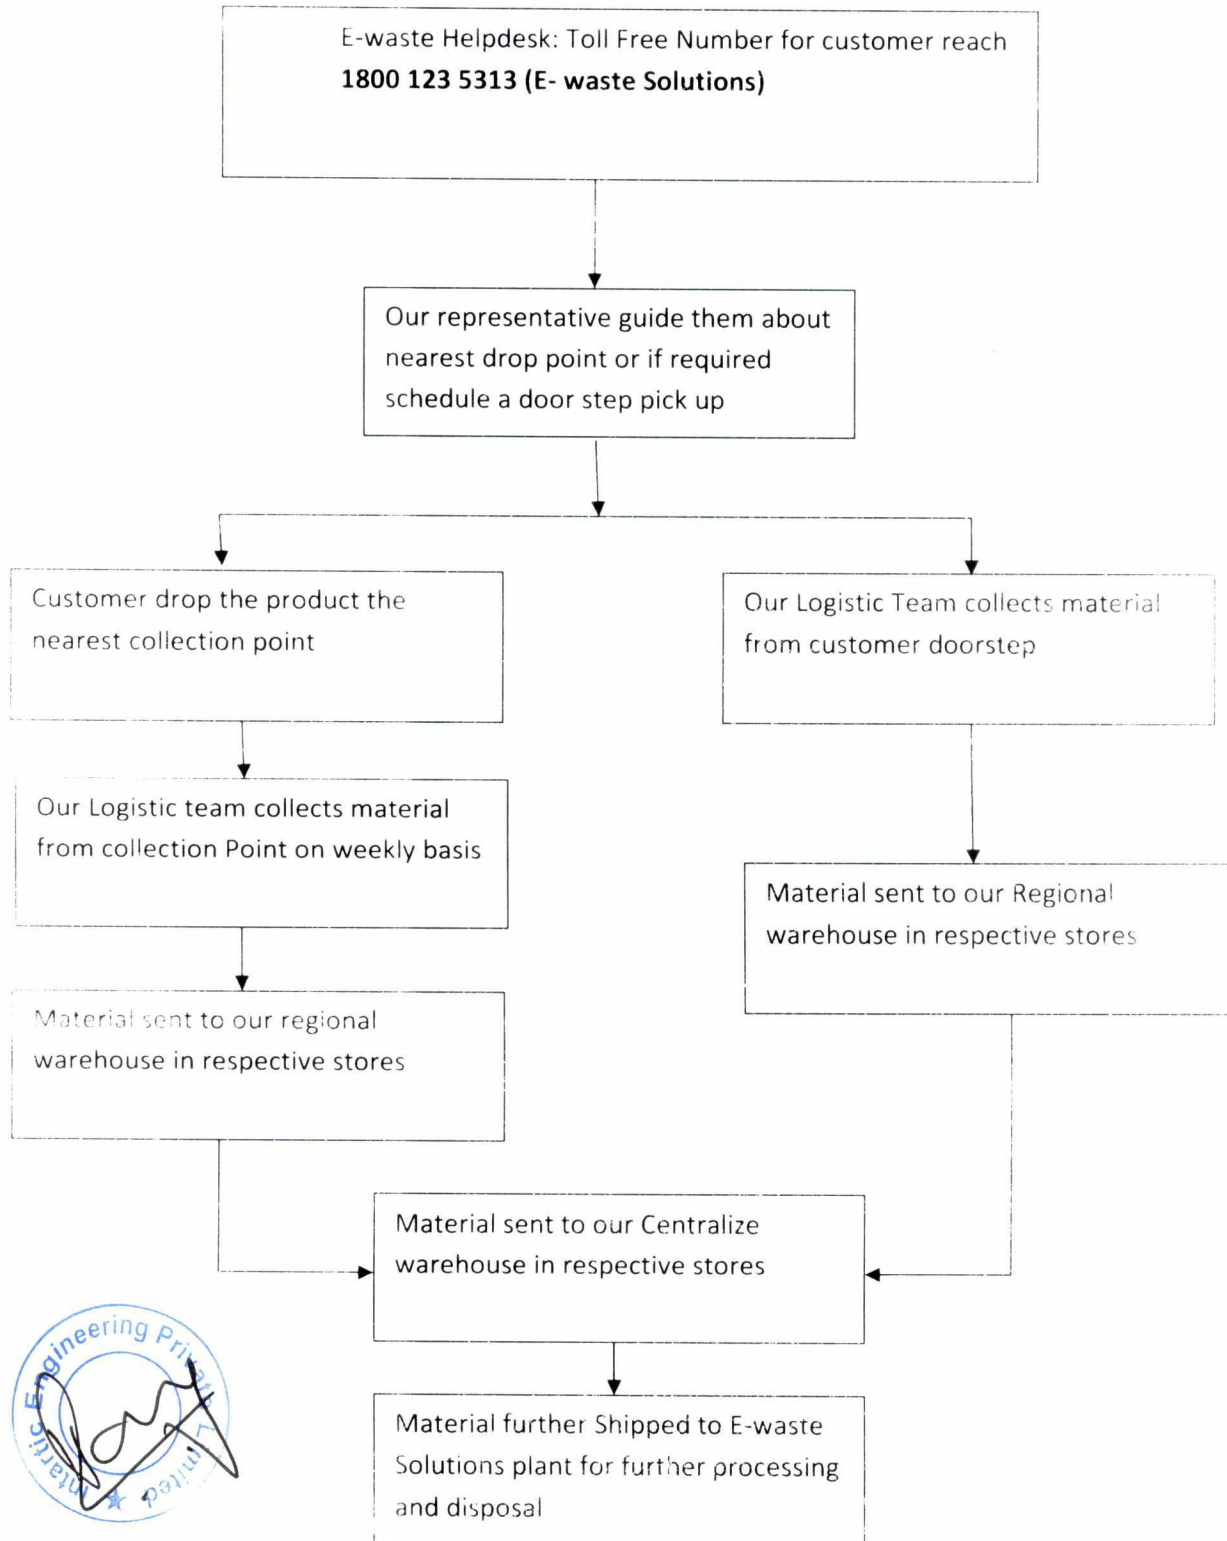 E-waste Helpdesk: Toll Free Number for customer reach
1800 123 5313 (E- waste Solutions)
Our representative guide them about
nearest drop point or if required
schedule a door step pick up
Customer drop the product the
nearest collection point
Our Logistic Team collects material
from customer doorstep
Our Logistic team collects material
from collection Point on weekly basis
Material sent to our Regional
warehouse in respective stores
Material sent to our regional
warehouse in respective stores
Material sent to our Centralize
warehouse in respective stores
Material further Shipped to E-waste
Solutions plant for further processing
and disposal
Intartic Engineering Private Limited